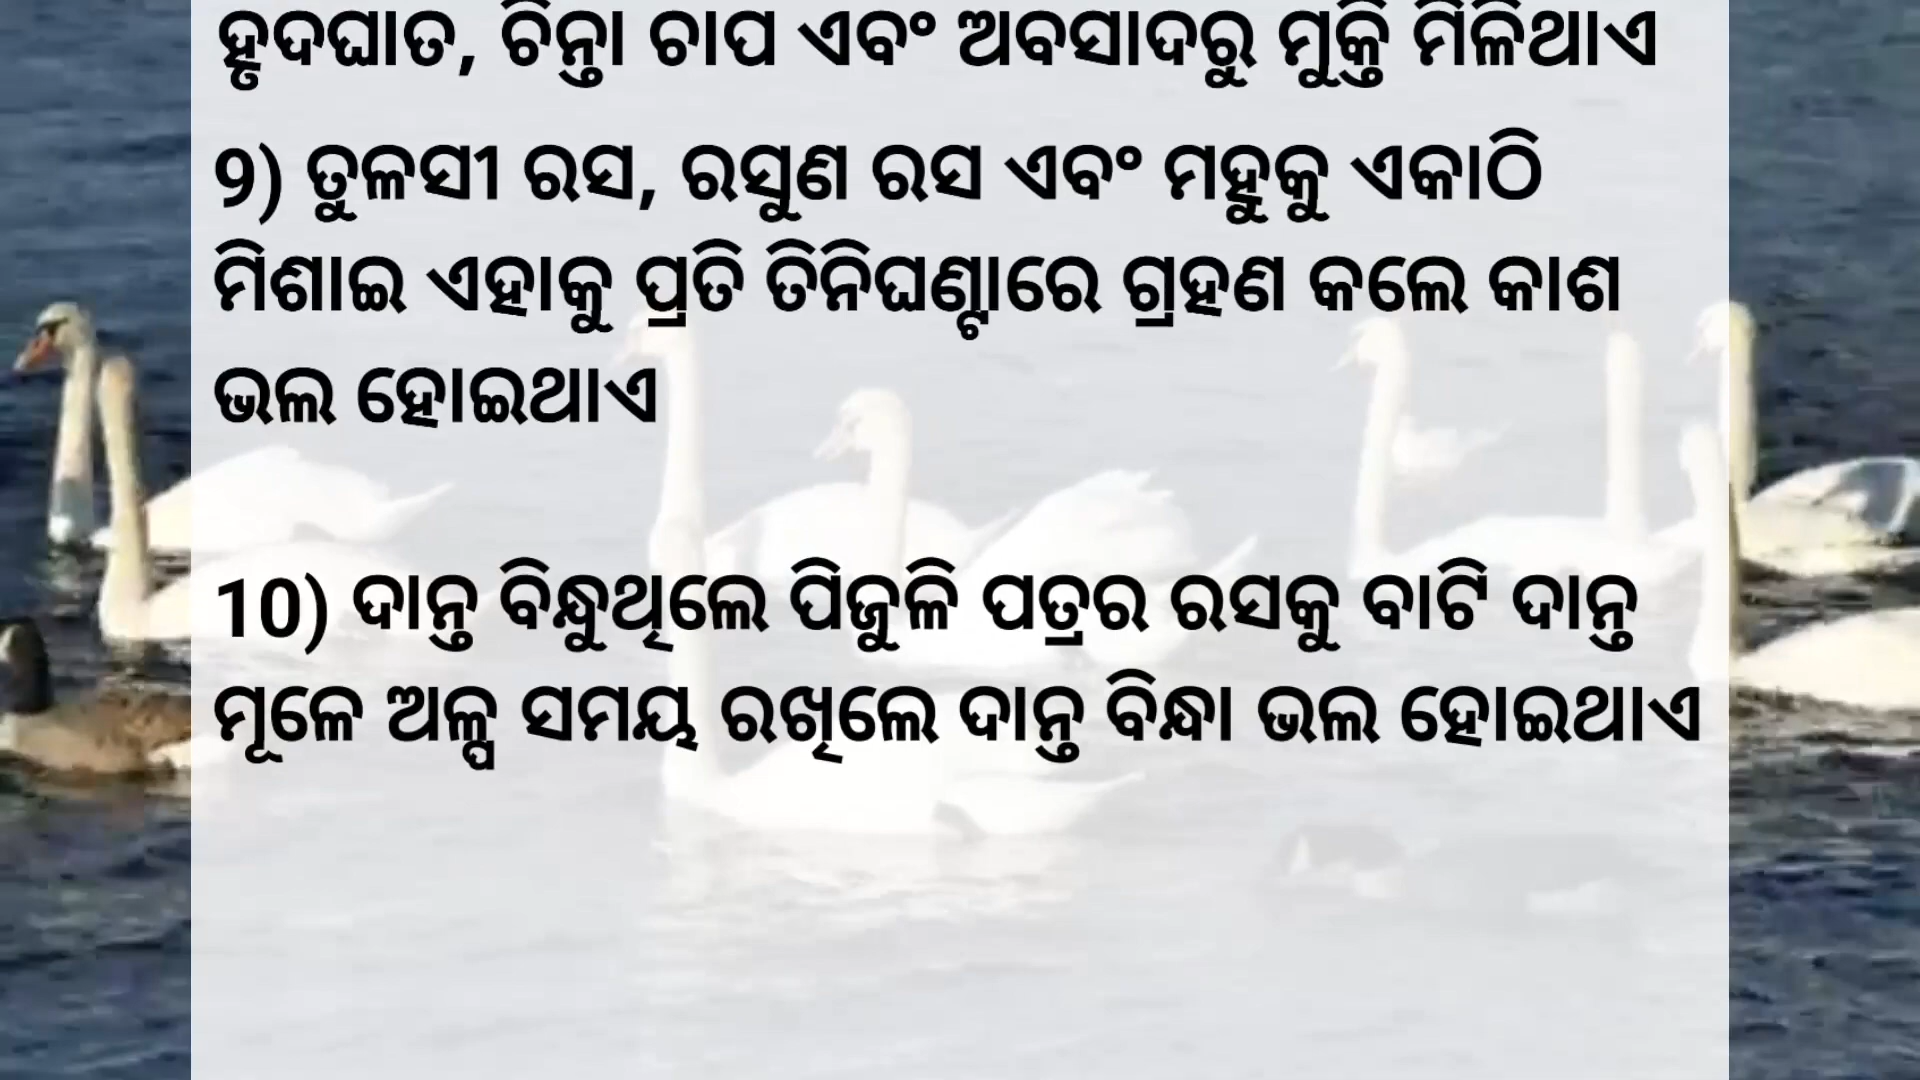 ହୃଦଘାତ, ଚିନ୍ତା ଚାପ ଏବଂ ଅବସାଦରୁ ମୁକ୍ତି ମିଳିଥାଏ
9) ତୁଳସୀ ରସ, ରସୁଣ ରସ ଏବଂ ମହୁକୁ ଏକାଠି
ମିଶାଇ ଏହାକୁ ପ୍ରତି ତିନିଘଣ୍ଟାରେ ଗ୍ରହଣ କଲେ କାଶ
ଭଲ ହୋଇଥାଏ
10) ଦାନ୍ତ ବିନ୍ଧୁଥିଲେ ପିଜୁଳି ପତ୍ରର ରସକୁ ବାଟି ଦାନ୍ତ
ମୂଳେ ଅଳ୍ପ ସମୟ ରଖିଲେ ଦାନ୍ତ ବିନ୍ଧା ଭଲ ହୋଇଥାଏ